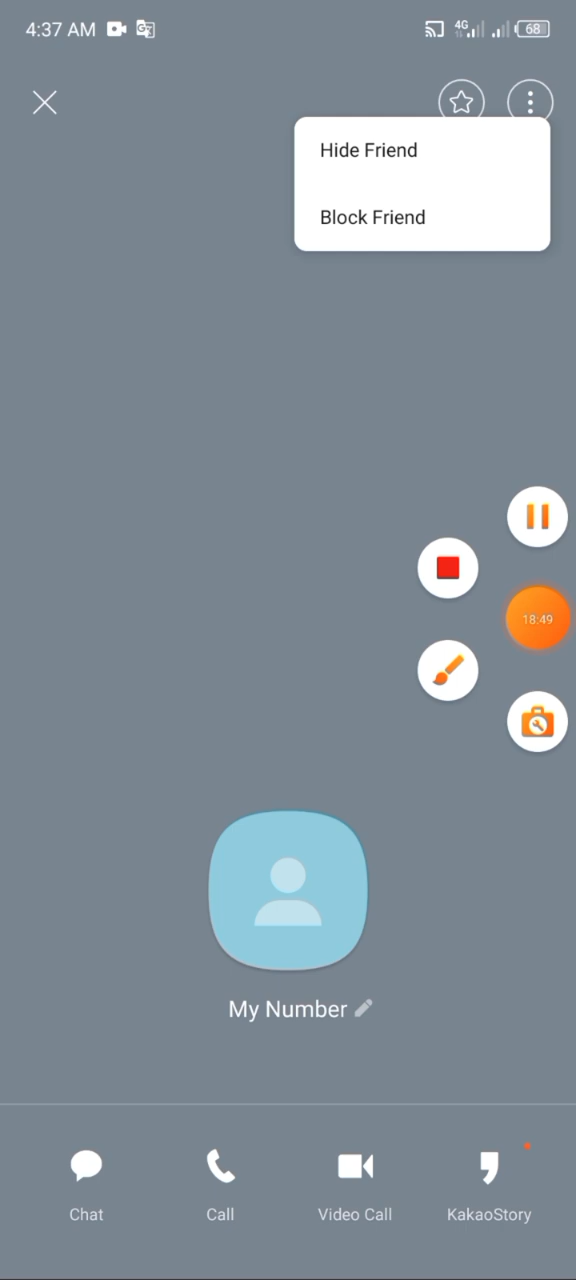 4:37 AM
4G
68
Hide Friend
Block Friend
18:49
My Number
Chat
Call
Video Call
KakaoStory